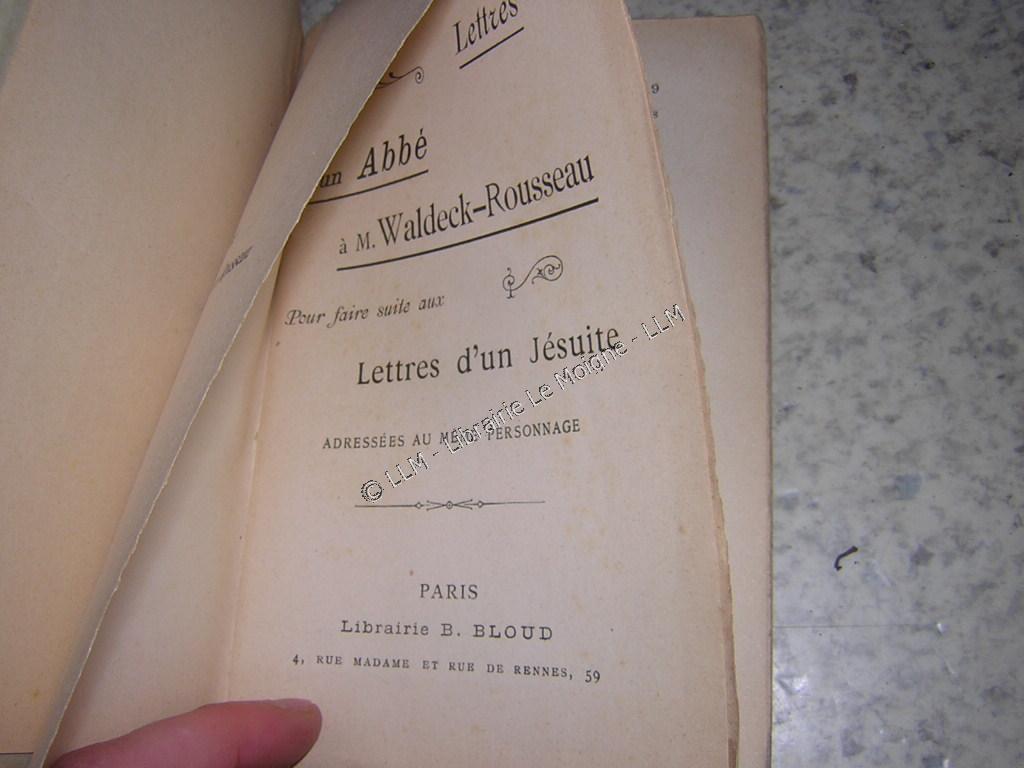 Lettres
un Abbé
à M. Waldeck-Rousseau
Pour faire suite aux
Lettres d'un Jésuite
ADRESSÉES AU MÊME PERSONNAGE
© LLM - Librairie Le Moigne - LLM
PARIS
Librairie B. BLOUD
4, RUE MADAME ET RUE DE RENNES, 59
9
s